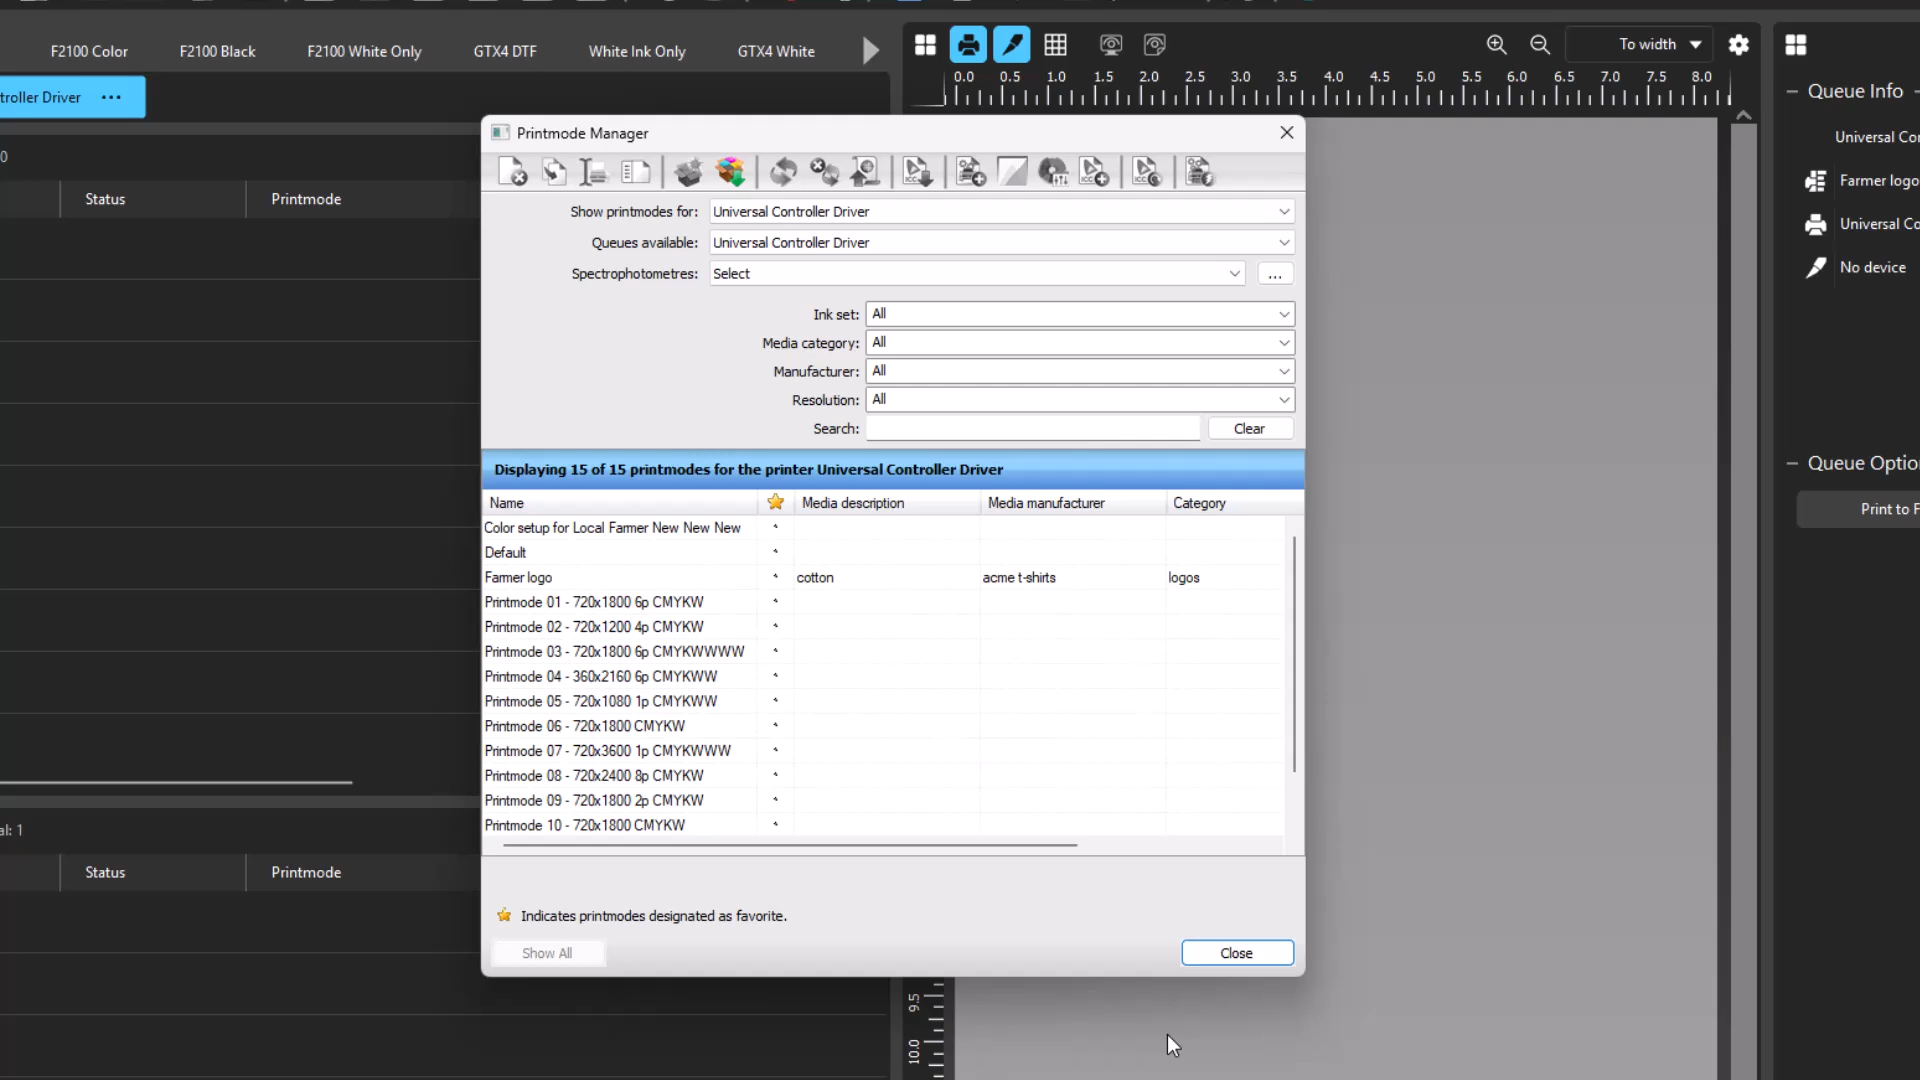 F2100 Color F2100 Black F2100 White Only GTX4 DTF White Ink Only GTX4 White
troller Driver ...
0
Status Printmode
al: 1
Status Printmode
To width
0.0 0.5 1.0 1.5 2.0 2.5 3.0 3.5 4.0 4.5 5.0 5.5 6.0 6.5 7.0 7.5 8.0
9.5
10.0
Printmode Manager
Show printmodes for: Universal Controller Driver
Queues available: Universal Controller Driver
Spectrophotometres: Select ...
Ink set: All
Media category: All
Manufacturer: All
Resolution: All
Search: Clear
Displaying 15 of 15 printmodes for the printer Universal Controller Driver
Name Media description Media manufacturer Category
Color setup for Local Farmer New New New
Default
Farmer logo cotton acme t-shirts logos
Printmode 01 - 720x1800 6p CMYKW
Printmode 02 - 720x1200 4p CMYKW
Printmode 03 - 720x1800 6p CMYKWWWW
Printmode 04 - 360x2160 6p CMYKWW
Printmode 05 - 720x1080 1p CMYKWW
Printmode 06 - 720x1800 CMYKW
Printmode 07 - 720x3600 1p CMYKWWW
Printmode 08 - 720x2400 8p CMYKW
Printmode 09 - 720x1800 2p CMYKW
Printmode 10 - 720x1800 CMYKW
Indicates printmodes designated as favorite.
Show All Close
Queue Info
Universal Con
Farmer logo
Universal Co
No device
Queue Optio
Print to F